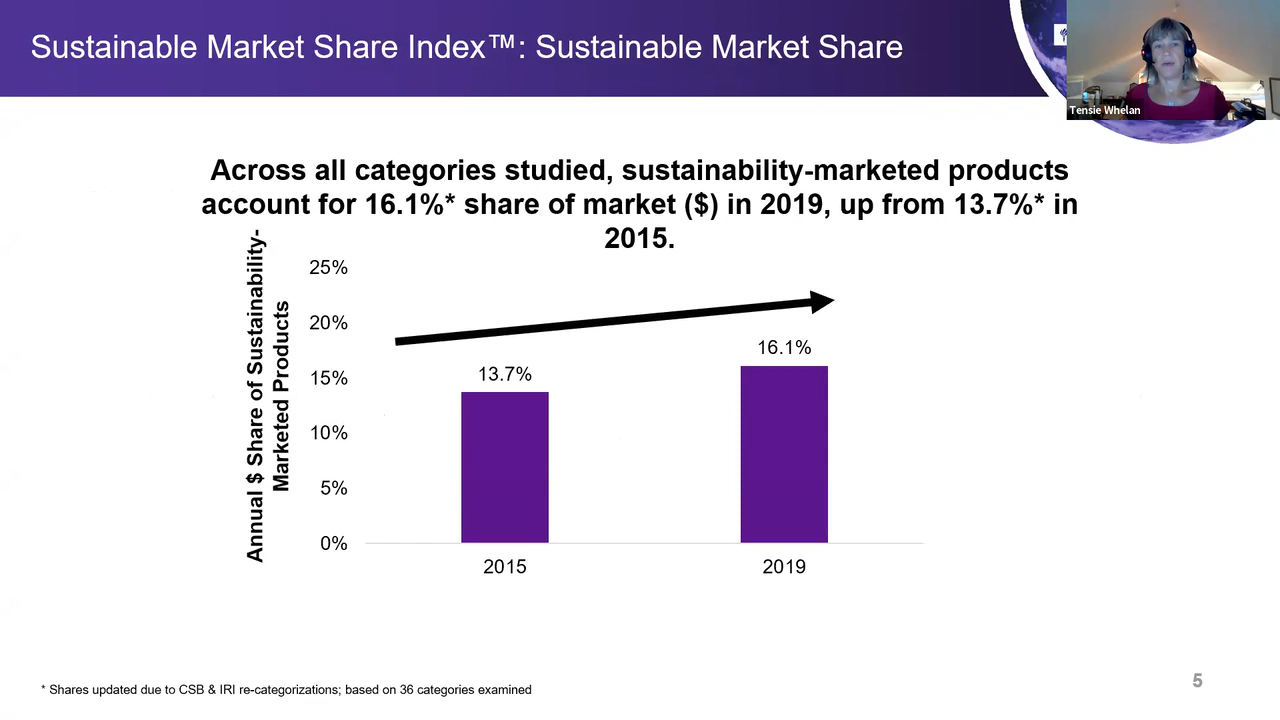 Sustainable Market Share Index™: Sustainable Market Share
Tensie Whelan
Across all categories studied, sustainability-marketed products
account for 16.1%* share of market ($) in 2019, up from 13.7%* in
2015.
Annual $ Share of Sustainability-
Marketed Products
25%
20%
15%
10%
5%
0%
13.7%
16.1%
2015
2019
* Shares updated due to CSB & IRI re-categorizations; based on 36 categories examined
5